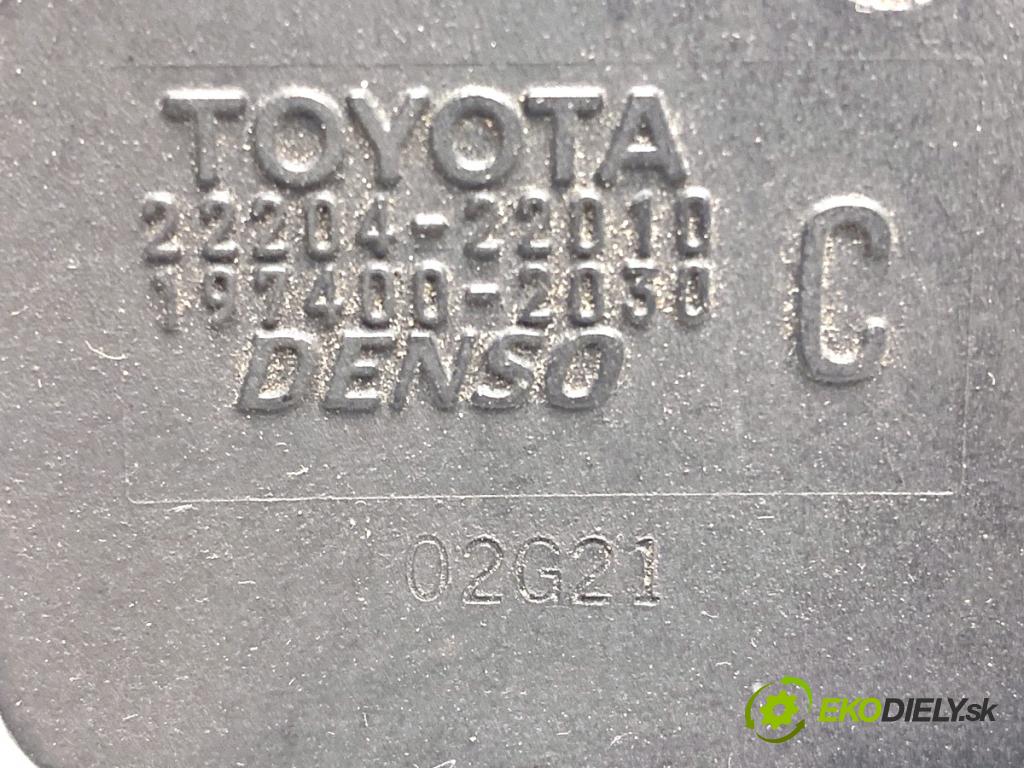 TOYOTA
22204-22010
197400-2030
DENSO
C
02G21
EKODIELY.sk